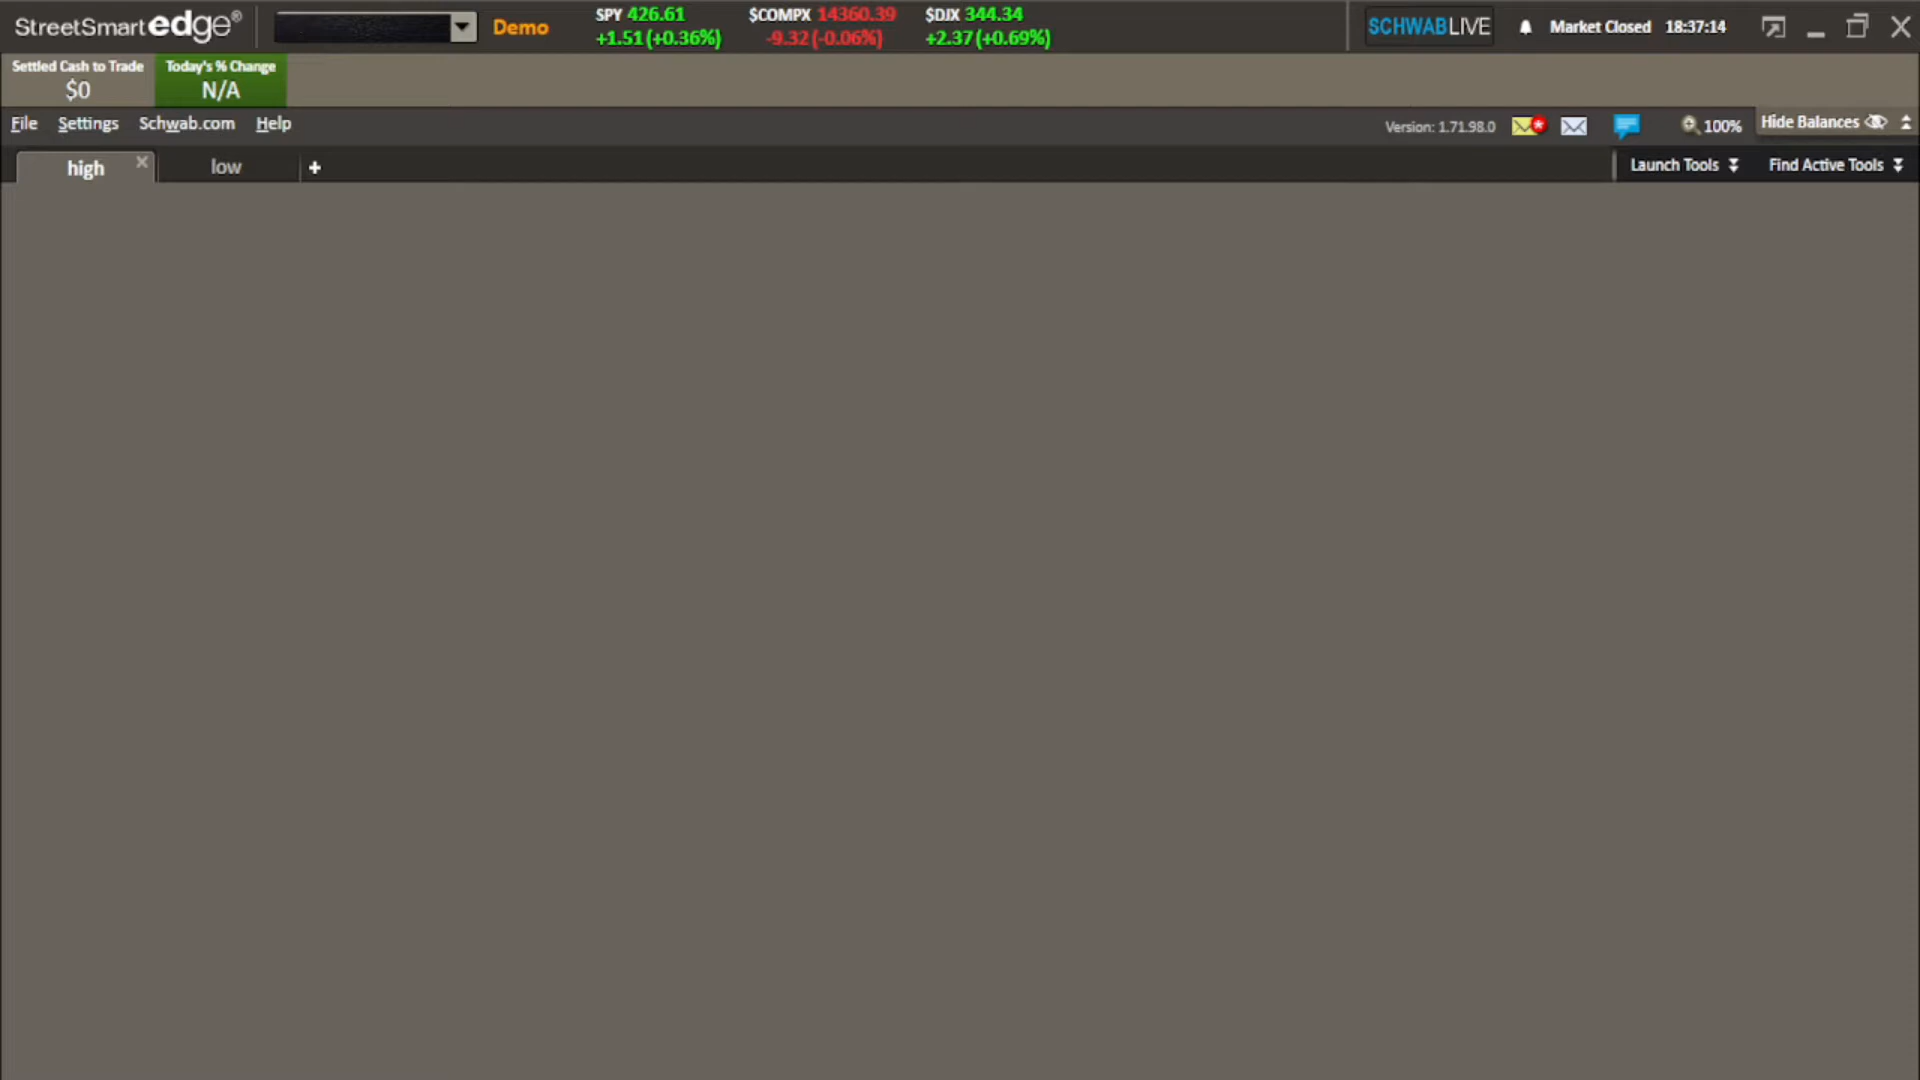 StreetSmart edge®
Demo
SPY 426.61
+1.51 (+0.36%)
$COMPX 14360.39
-9.32 (-0.06%)
$DJX 344.34
+2.37 (+0.69%)
SCHWABLIVE
Market Closed 18:37:14
Settled Cash to Trade
$0
Today's % Change
N/A
File Settings Schwab.com Help
Version: 1.71.98.0
100%
Hide Balances
high
low
+
Launch Tools
Find Active Tools